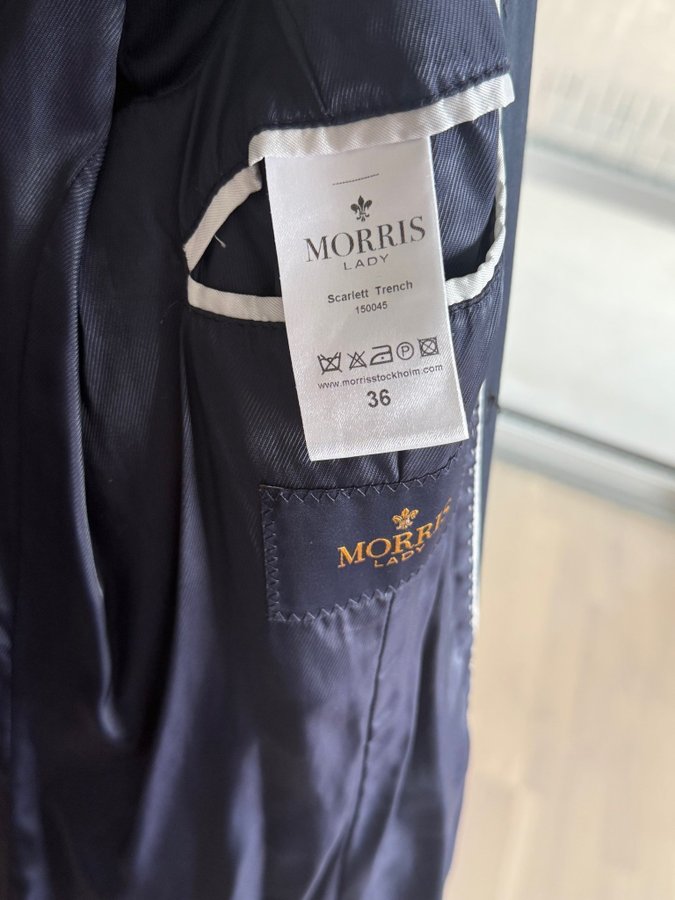 MORRIS
LADY
Scarlett Trench
150045
P
www.morrisstockholm.com
36
MORRIS
LADY